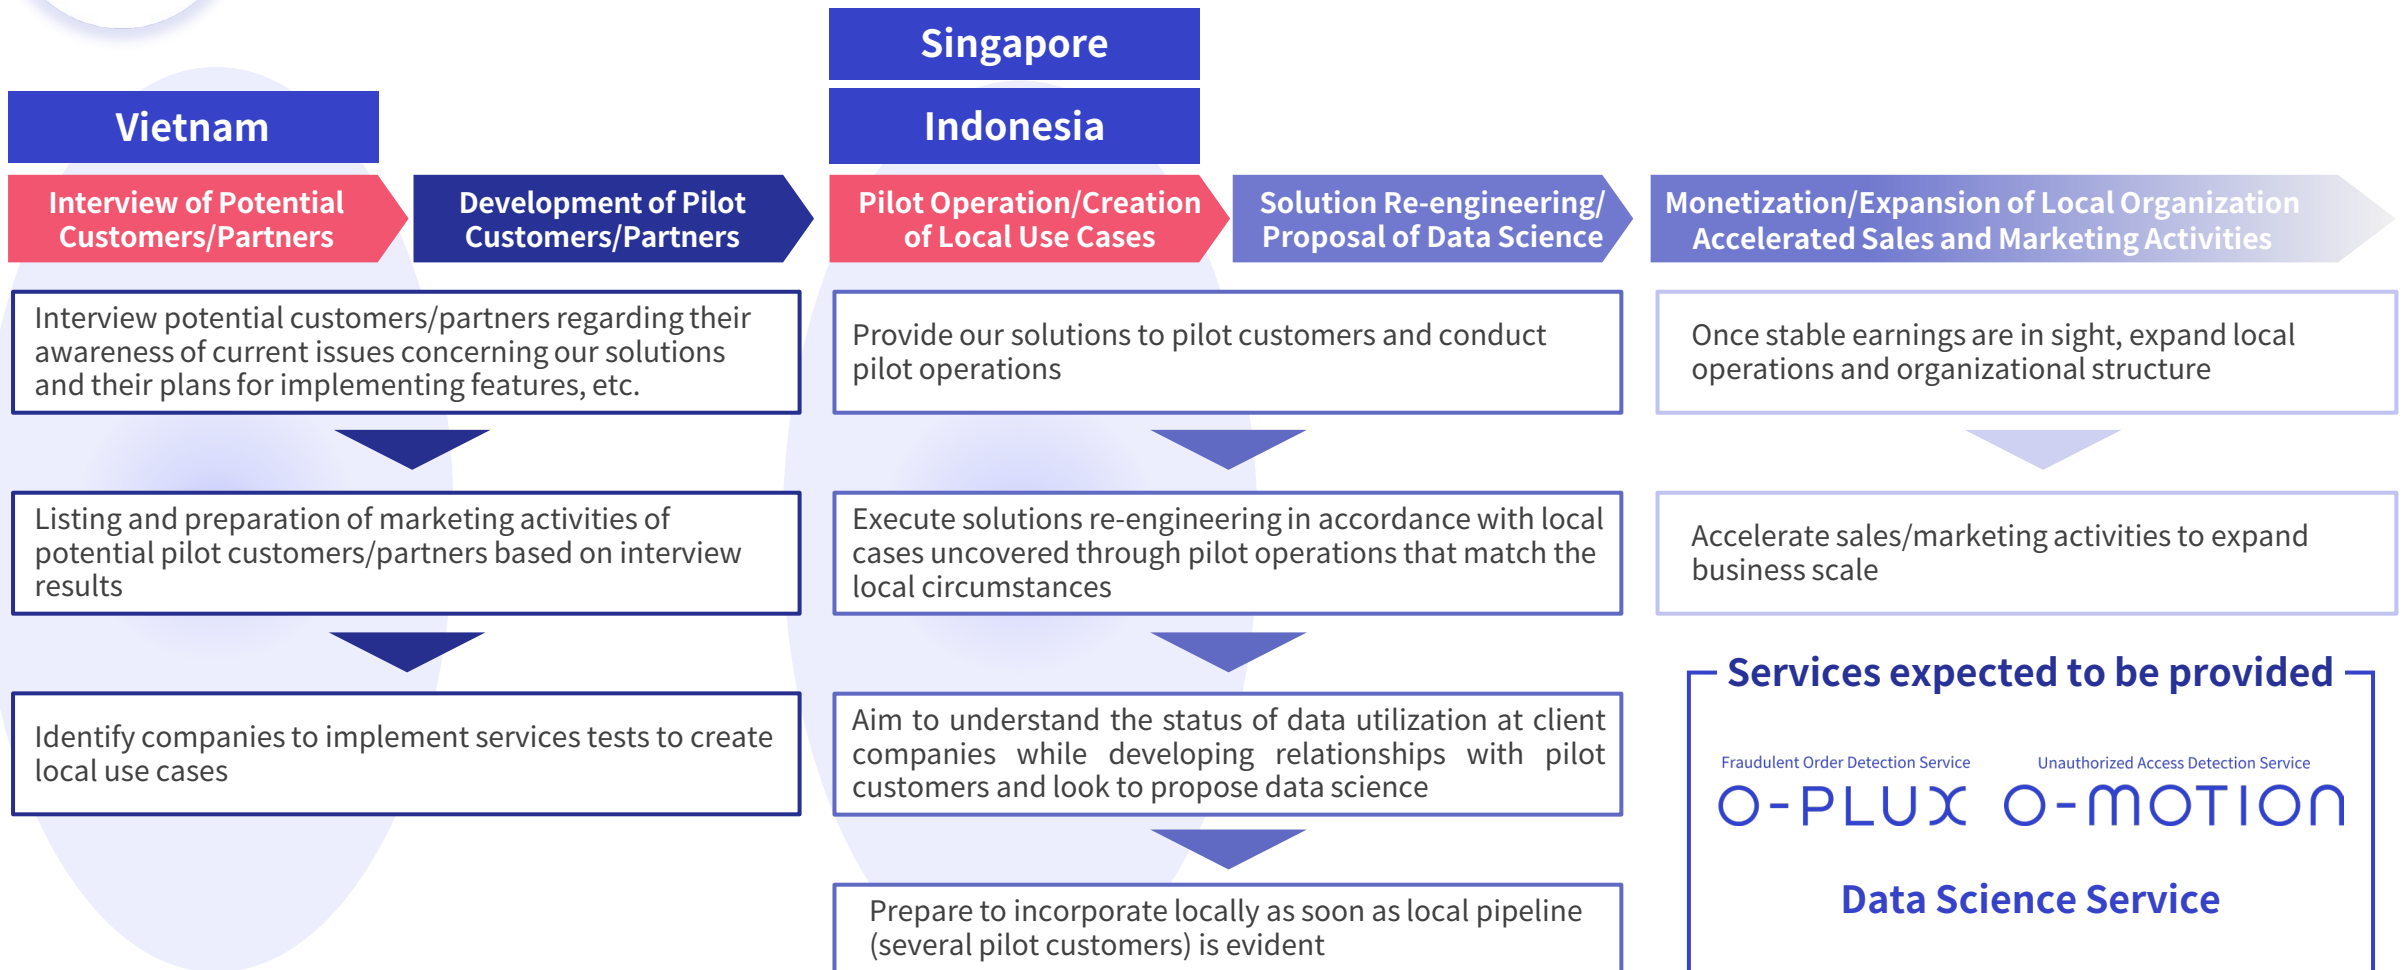 Singapore
Vietnam
Indonesia
Interview of Potential
Customers/Partners
Development of Pilot
Customers/Partners
Pilot Operation/Creation
of Local Use Cases
Solution Re-engineering/
Proposal of Data Science
Monetization/Expansion of Local Organization
Accelerated Sales and Marketing Activities
Interview potential customers/partners regarding their
awareness of current issues concerning our solutions
and their plans for implementing features, etc.
Listing and preparation of marketing activities of
potential pilot customers/partners based on interview
results
Identify companies to implement services tests to create
local use cases
Provide our solutions to pilot customers and conduct
pilot operations
Execute solutions re-engineering in accordance with local
cases uncovered through pilot operations that match the
local circumstances
Aim to understand the status of data utilization at client
companies while developing relationships with pilot
customers and look to propose data science
Prepare to incorporate locally as soon as local pipeline
(several pilot customers) is evident
Once stable earnings are in sight, expand local
operations and organizational structure
Accelerate sales/marketing activities to expand
business scale
Services expected to be provided
Fraudulent Order Detection Service
O-PLUX
Unauthorized Access Detection Service
O-MOTION
Data Science Service